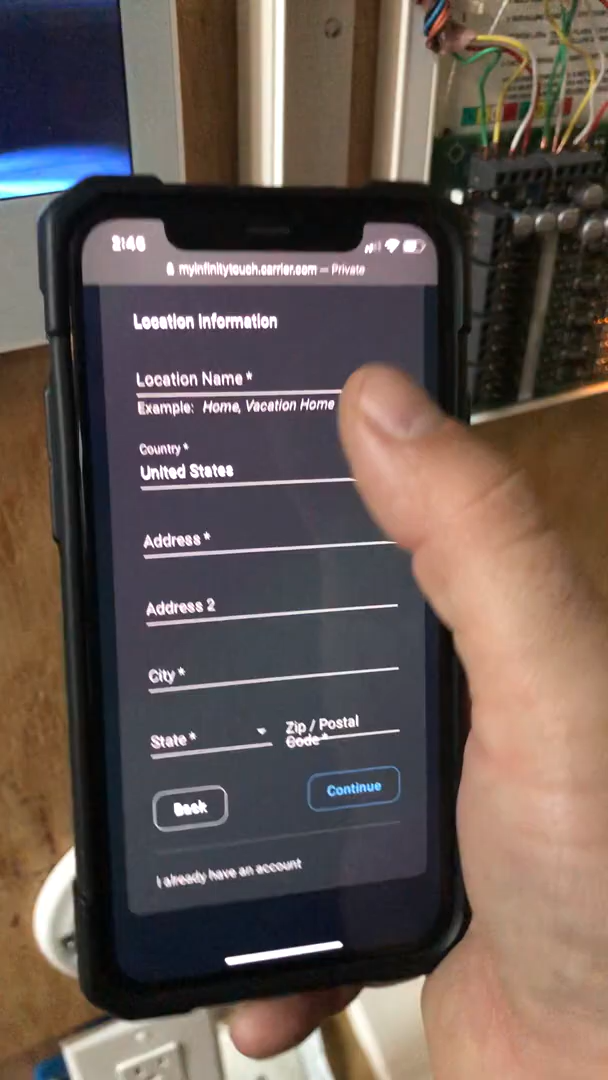 2:46
myinfinitytouch.carrier.com — Private
Location Information
Location Name *
Example: Home, Vacation Home
Country *
United States
Address *
Address 2
City *
State *
Zip / Postal
Code *
Back
Continue
I already have an account